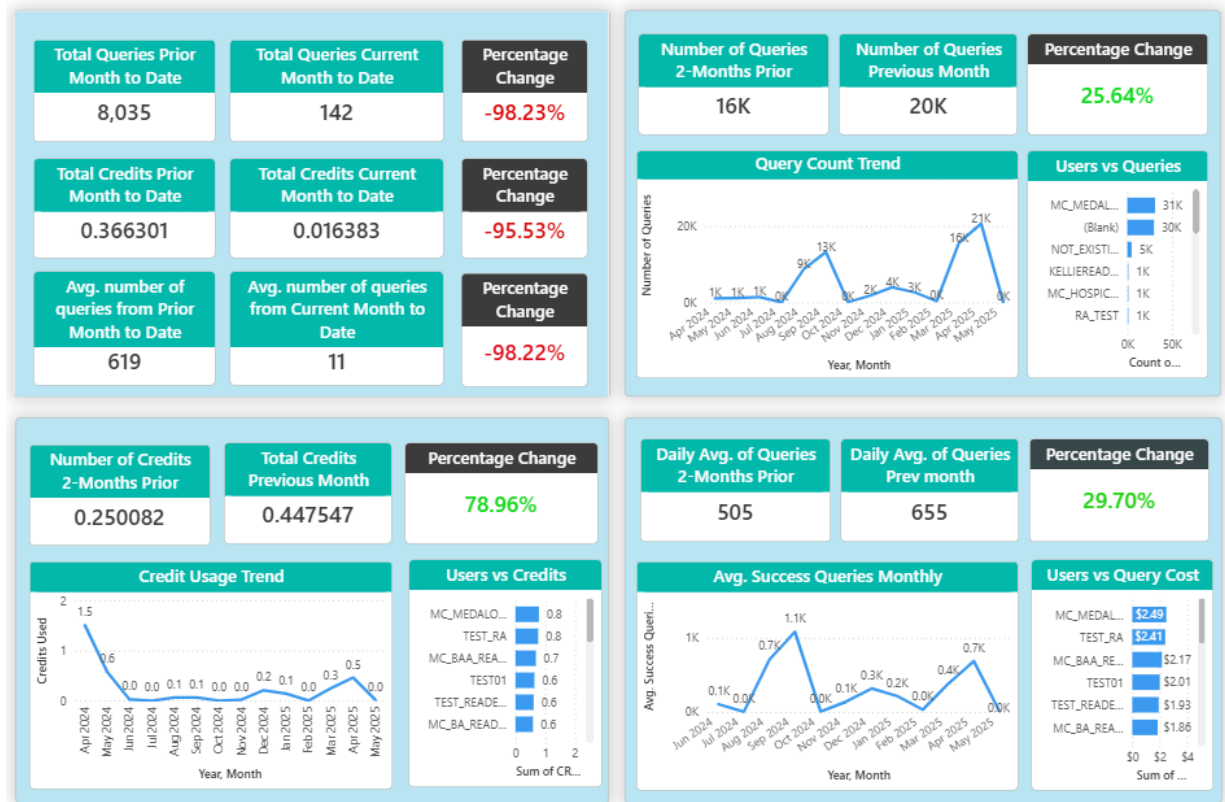 Total Queries Prior
Month to Date
8,035
Total Queries Current
Month to Date
142
Percentage
Change
-98.23%
Total Credits Prior
Month to Date
0.366301
Total Credits Current
Month to Date
0.016383
Percentage
Change
-95.53%
Avg. number of
queries from Prior
Month to Date
619
Avg. number of queries
from Current Month to
Date
11
Percentage
Change
-98.22%
Number of Queries
2-Months Prior
16K
Number of Queries
Previous Month
20K
Percentage Change
25.64%
Query Count Trend
Number of Queries
20K
0K
1K
1K
1K
0K
9K
13K
0K
2K
4K
3K
0K
16K
21K
0K
Apr 2024
May 2024
Jun 2024
Jul 2024
Aug 2024
Sep 2024
Oct 2024
Nov 2024
Dec 2024
Jan 2025
Feb 2025
Mar 2025
Apr 2025
May 2025
Year, Month
Users vs Queries
MC_MEDAL... 31K
(Blank) 30K
NOT_EXISTI... 5K
KELLIEREAD... 1K
MC_HOSPIC... 1K
RA_TEST 1K
0K 50K
Count o...
Number of Credits
2-Months Prior
0.250082
Total Credits
Previous Month
0.447547
Percentage Change
78.96%
Credit Usage Trend
Credits Used
2
1
0
1.5
0.6
0.0
0.0
0.1
0.1
0.0
0.0
0.2
0.1
0.0
0.3
0.5
0.0
Apr 2024
May 2024
Jun 2024
Jul 2024
Aug 2024
Sep 2024
Oct 2024
Nov 2024
Dec 2024
Jan 2025
Feb 2025
Mar 2025
Apr 2025
May 2025
Year, Month
Users vs Credits
MC_MEDALO... 0.8
TEST_RA 0.8
MC_BAA_REA... 0.7
TEST01 0.6
TEST_READE... 0.6
MC_BA_READ... 0.6
0 1 2
Sum of CR...
Daily Avg. of Queries
2-Months Prior
505
Daily Avg. of Queries
Prev month
655
Percentage Change
29.70%
Avg. Success Queries Monthly
Avg. Success Queri...
1K
0K
0.1K
0.0K
0.7K
1.1K
0.0K
0.1K
0.3K
0.2K
0.0K
0.4K
0.7K
0.0K
Jun 2024
Jul 2024
Aug 2024
Sep 2024
Oct 2024
Nov 2024
Dec 2024
Jan 2025
Feb 2025
Mar 2025
Apr 2025
May 2025
Year, Month
Users vs Query Cost
MC_MEDAL... $2.49
TEST_RA $2.41
MC_BAA_RE... $2.17
TEST01 $2.01
TEST_READE... $1.93
MC_BA_REA... $1.86
$0 $2 $4
Sum of ...